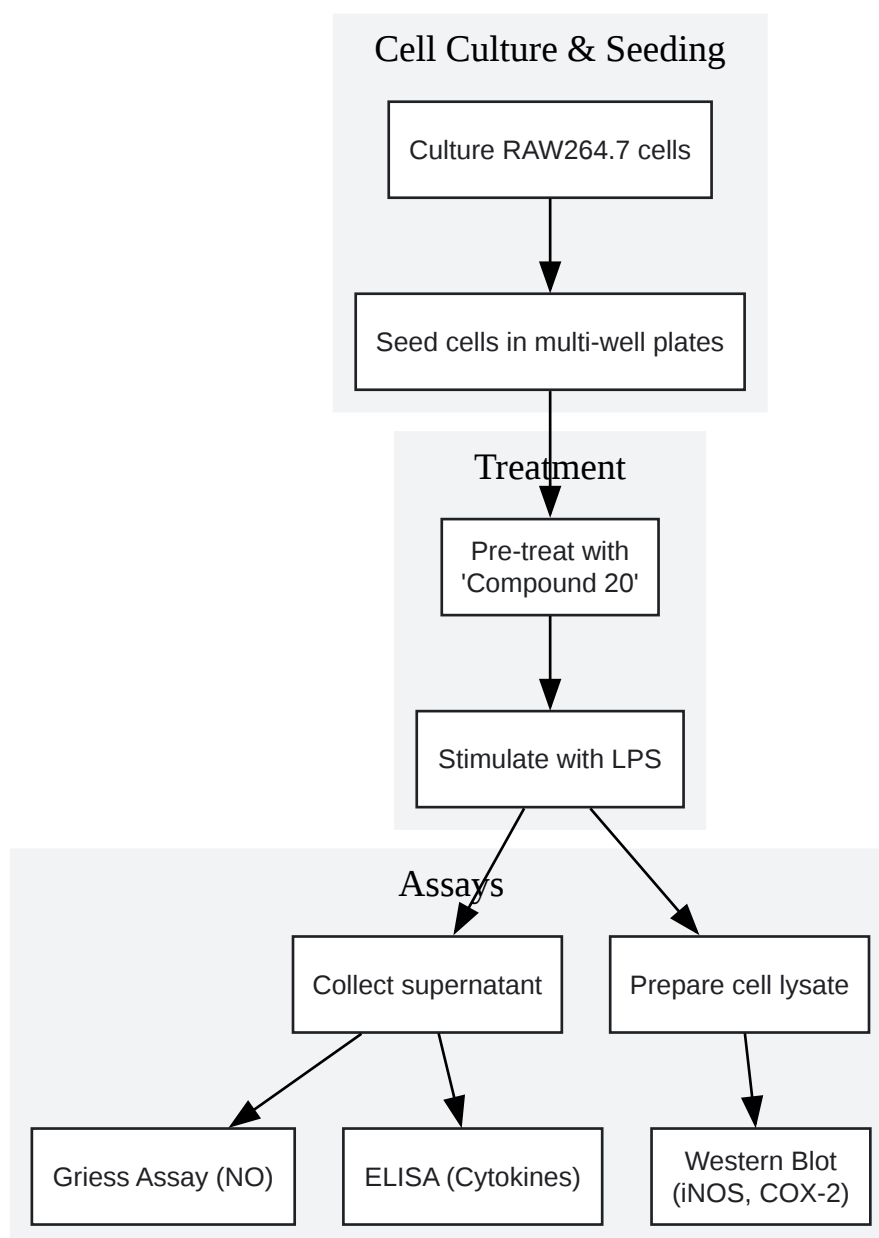 Cell Culture & Seeding
Culture RAW264.7 cells
Seed cells in multi-well plates
Treatment
Pre-treat with
'Compound 20'
Stimulate with LPS
Assays
Collect supernatant
Prepare cell lysate
Griess Assay (NO)
ELISA (Cytokines)
Western Blot
(iNOS, COX-2)